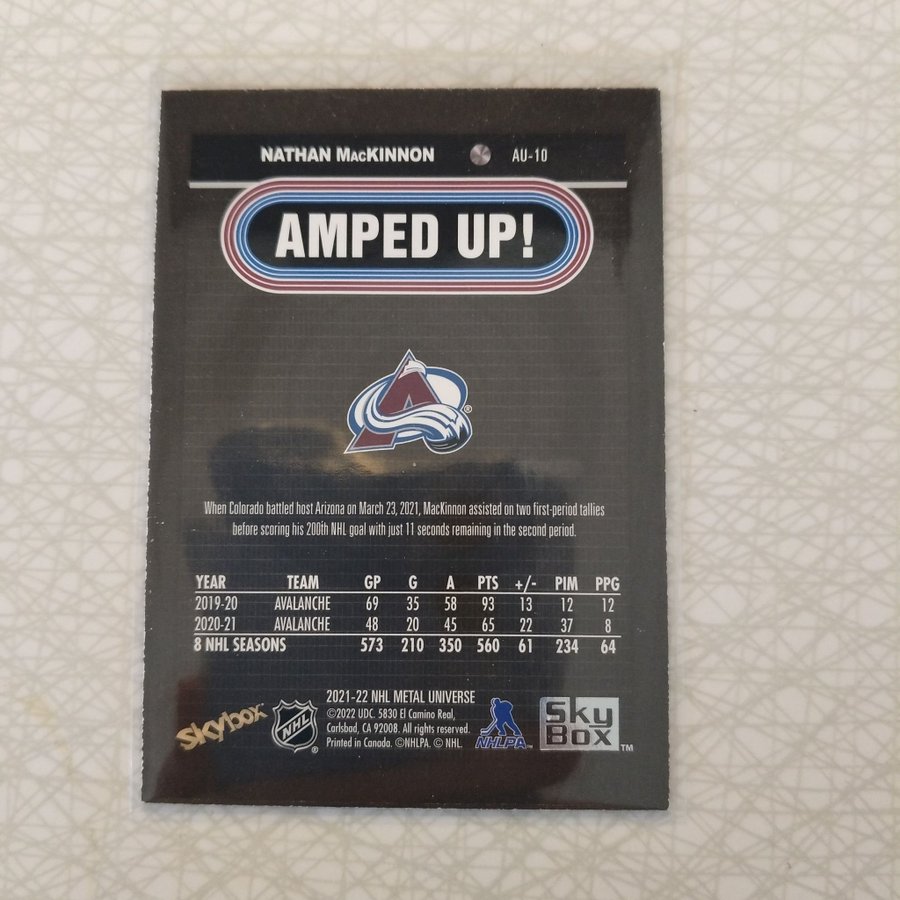 NATHAN MacKINNON AU-10
AMPED UP!
®
When Colorado battled host Arizona on March 23, 2021, MacKinnon assisted on two first-period tallies
before scoring his 200th NHL goal with just 11 seconds remaining in the second period.
YEAR TEAM GP G A PTS +/- PIM PPG
2019-20 AVALANCHE 69 35 58 93 13 12 12
2020-21 AVALANCHE 48 20 45 65 22 37 8
8 NHL SEASONS 573 210 350 560 61 234 64
skybox
NHL ®
2021-22 NHL METAL UNIVERSE
©2022 UDC. 5830 El Camino Real,
Carlsbad, CA 92008. All rights reserved.
Printed in Canada. ©NHLPA. © NHL.
NHLPA™
Sky
Box ™